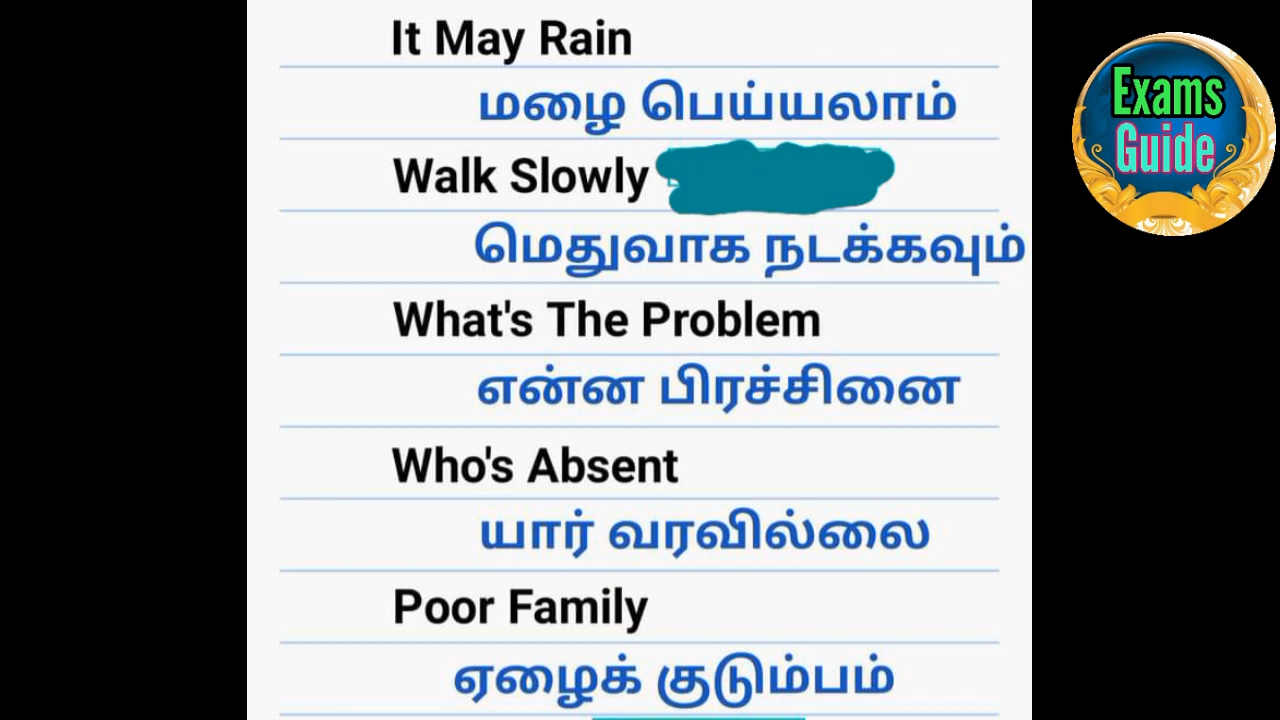 It May Rain
மழை பெய்யலாம்
Walk Slowly
மெதுவாக நடக்கவும்
What's The Problem
என்ன பிரச்சினை
Who's Absent
யார் வரவில்லை
Poor Family
ஏழைக் குடும்பம்
Exams
Guide